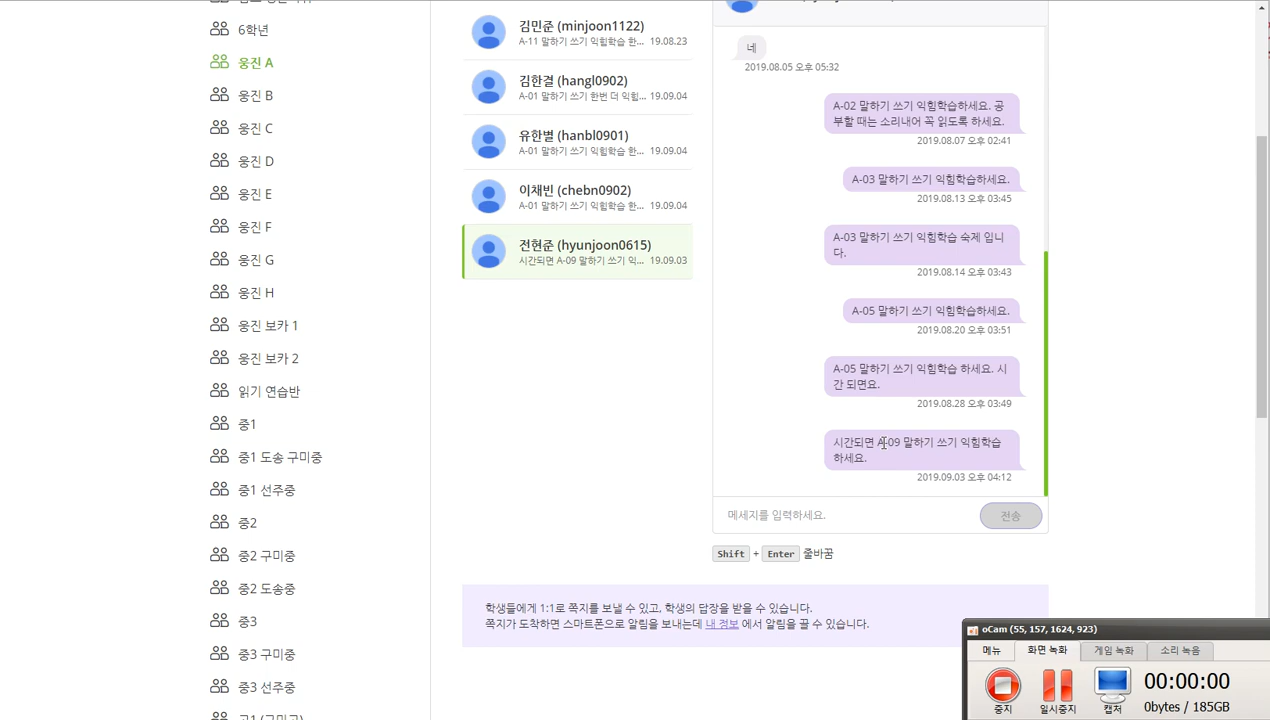 6학년
웅진 A
웅진 B
웅진 C
웅진 D
웅진 E
웅진 F
웅진 G
웅진 H
웅진 보카 1
웅진 보카 2
읽기 연습반
중1
중1 도송 구미중
중1 선주중
중2
중2 구미중
중2 도송중
중3
중3 구미중
중3 선주중
김민준 (minjoon1122)
A-11 말하기 쓰기 익힘학습 한... 19.08.23
김한결 (hangl0902)
A-01 말하기 쓰기 한번 더 익힘... 19.09.04
유한별 (hanbl0901)
A-01 말하기 쓰기 익힘학습 한... 19.09.04
이채빈 (chebn0902)
A-01 말하기 쓰기 익힘학습 한... 19.09.04
전현준 (hyunjoon0615)
시간되면 A-09 말하기 쓰기 익... 19.09.03
네
2019.08.05 오후 05:32
A-02 말하기 쓰기 익힘학습하세요. 공
부할 때는 소리내어 꼭 읽도록 하세요.
2019.08.07 오후 02:41
A-03 말하기 쓰기 익힘학습하세요.
2019.08.13 오후 03:45
A-03 말하기 쓰기 익힘학습 숙제 입니
다.
2019.08.14 오후 03:43
A-05 말하기 쓰기 익힘학습하세요.
2019.08.20 오후 03:51
A-05 말하기 쓰기 익힘학습 하세요. 시
간 되면요.
2019.08.28 오후 03:49
시간되면 A-09 말하기 쓰기 익힘학습
하세요.
2019.09.03 오후 04:12
메세지를 입력하세요.
전송
Shift + Enter 줄바꿈
학생들에게 1:1로 쪽지를 보낼 수 있고, 학생의 답장을 받을 수 있습니다.
쪽지가 도착하면 스마트폰으로 알림을 보내는데 내 정보 에서 알림을 끌 수 있습니다.
oCam (55, 157, 1624, 923)
메뉴 화면 녹화 게임 녹화 소리 녹음
중지 일시중지 캡처
00:00:00
0bytes / 185GB